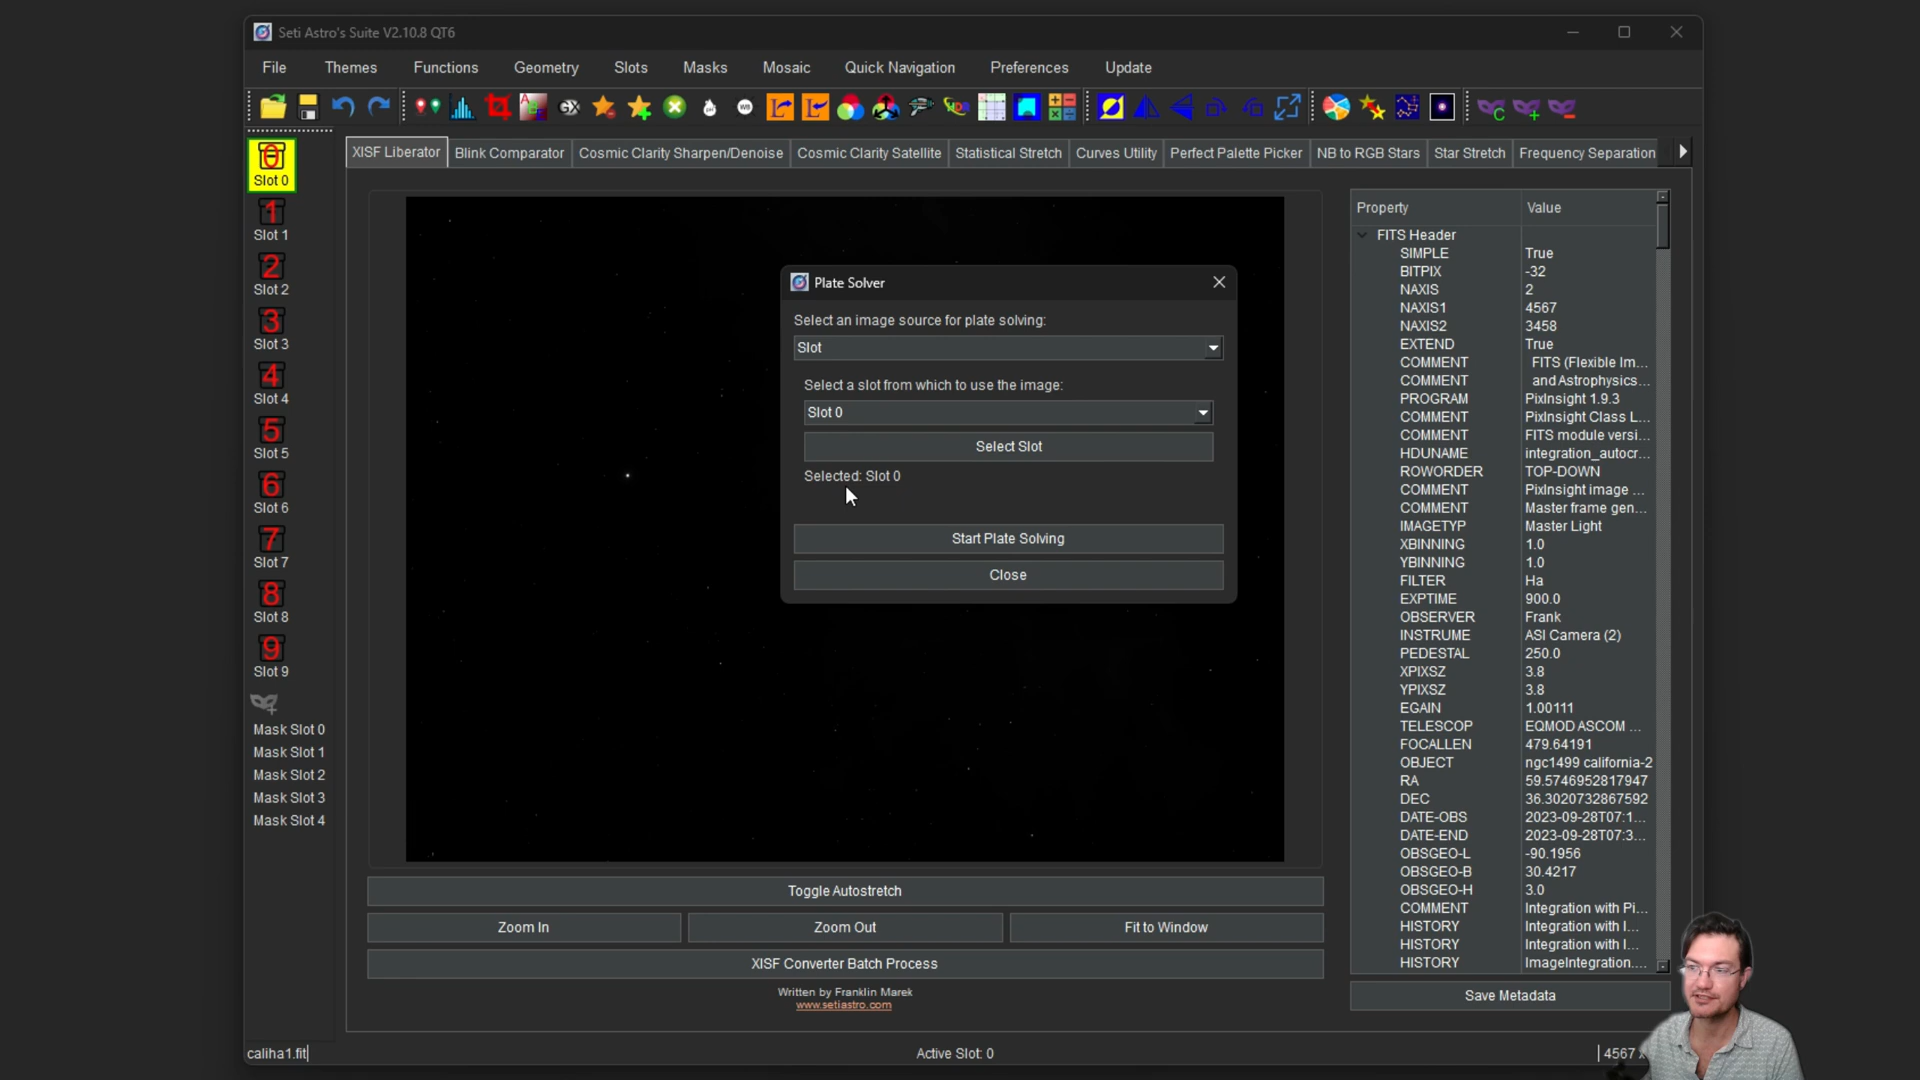 Seti Astro's Suite V2.10.8 QT6
File Themes Functions Geometry Slots Masks Mosaic Quick Navigation Preferences Update
XISF Liberator Blink Comparator Cosmic Clarity Sharpen/Denoise Cosmic Clarity Satellite Statistical Stretch Curves Utility Perfect Palette Picker NB to RGB Stars Star Stretch Frequency Separation
0
Slot 0
1
Slot 1
2
Slot 2
3
Slot 3
4
Slot 4
5
Slot 5
6
Slot 6
7
Slot 7
8
Slot 8
9
Slot 9
Mask Slot 0
Mask Slot 1
Mask Slot 2
Mask Slot 3
Mask Slot 4
Plate Solver
Select an image source for plate solving:
Slot
Select a slot from which to use the image:
Slot 0
Select Slot
Selected: Slot 0
Start Plate Solving
Close
Toggle Autostretch
Zoom In Zoom Out Fit to Window
XISF Converter Batch Process
Written by Franklin Marek
www.setiastro.com
Property Value
FITS Header
SIMPLE True
BITPIX -32
NAXIS 2
NAXIS1 4567
NAXIS2 3458
EXTEND True
COMMENT FITS (Flexible Im...
COMMENT and Astrophysics...
PROGRAM PixInsight 1.9.3
COMMENT PixInsight Class L...
COMMENT FITS module versi...
HDUNAME integration_autocr...
ROWORDER TOP-DOWN
COMMENT PixInsight image ...
COMMENT Master frame gen...
IMAGETYP Master Light
XBINNING 1.0
YBINNING 1.0
FILTER Ha
EXPTIME 900.0
OBSERVER Frank
INSTRUME ASI Camera (2)
PEDESTAL 250.0
XPIXSZ 3.8
YPIXSZ 3.8
EGAIN 1.00111
TELESCOP EQMOD ASCOM ...
FOCALLEN 479.64191
OBJECT ngc1499 california-2
RA 59.5746952817947
DEC 36.3020732867592
DATE-OBS 2023-09-28T07:1...
DATE-END 2023-09-28T07:3...
OBSGEO-L -90.1956
OBSGEO-B 30.4217
OBSGEO-H 3.0
COMMENT Integration with Pi...
HISTORY Integration with I...
HISTORY Integration with I...
HISTORY ImageIntegration....
Save Metadata
caliha1.fit
Active Slot: 0
4567 x